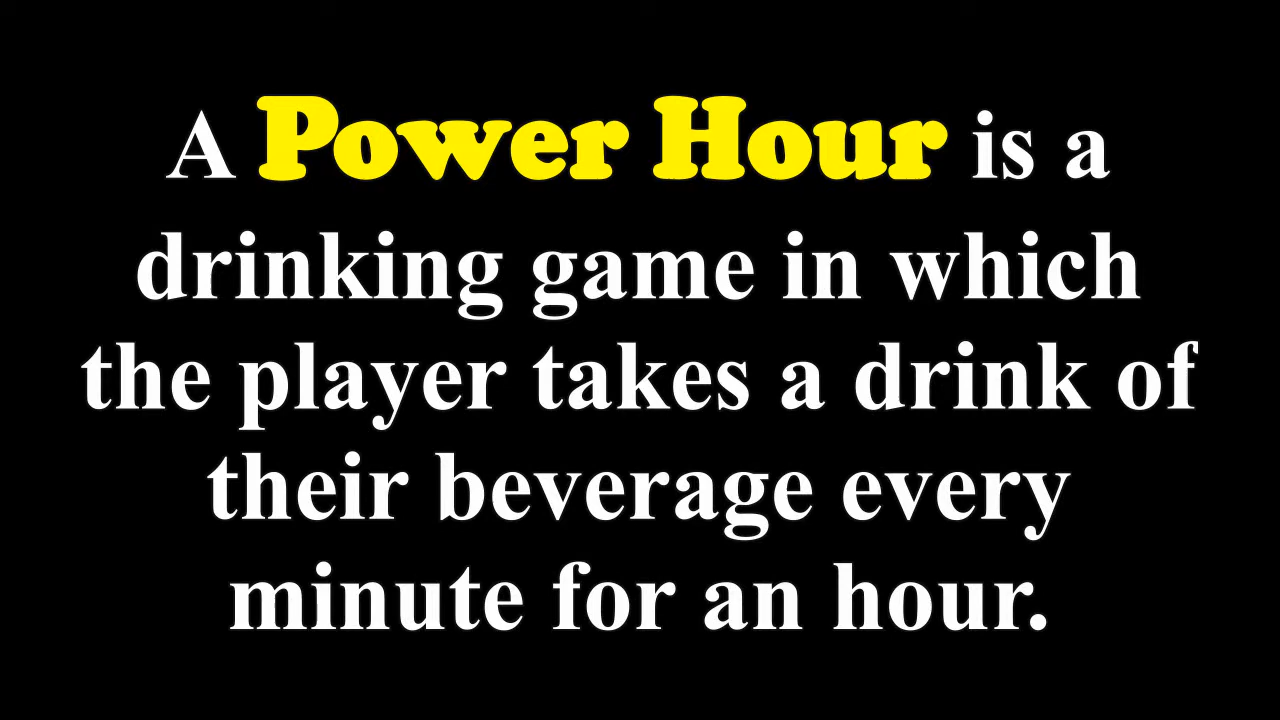 A Power Hour is a
drinking game in which
the player takes a drink of
their beverage every
minute for an hour.